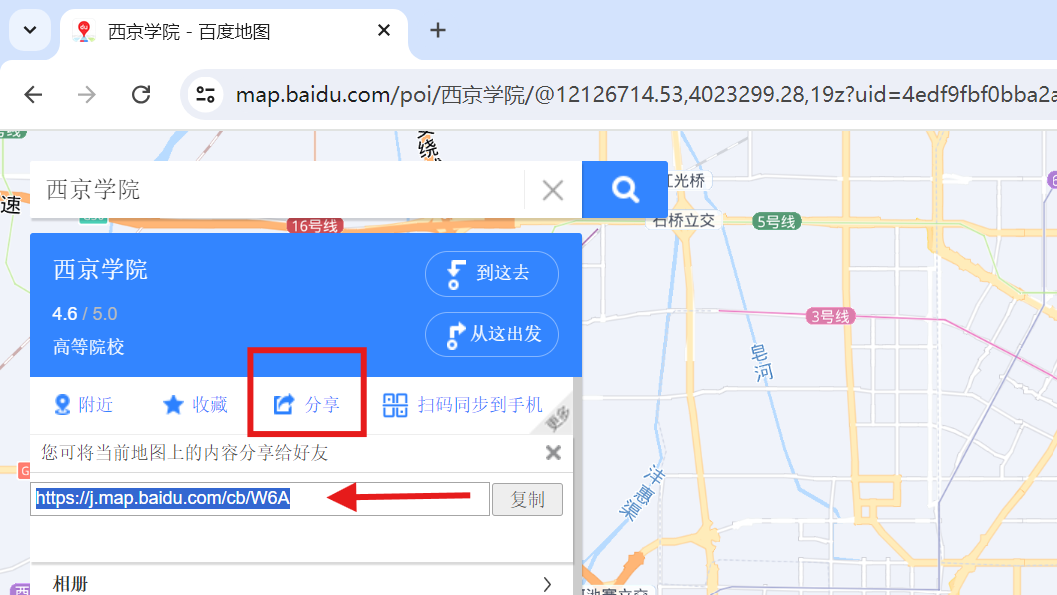 西京学院 - 百度地图
map.baidu.com/poi/西京学院/@12126714.53,4023299.28,19z?uid=4edf9fbf0bba2a
绕
西京学院
江光桥
速
16号线
石桥立交
5号线
西京学院
到这去
4.6 / 5.0
从这出发
3号线
高等院校
皂河
附近
收藏
分享
扫码同步到手机
更多
您可将当前地图上的内容分享给好友
G
https://j.map.baidu.com/cb/W6A
复制
洋惠渠
相册
西